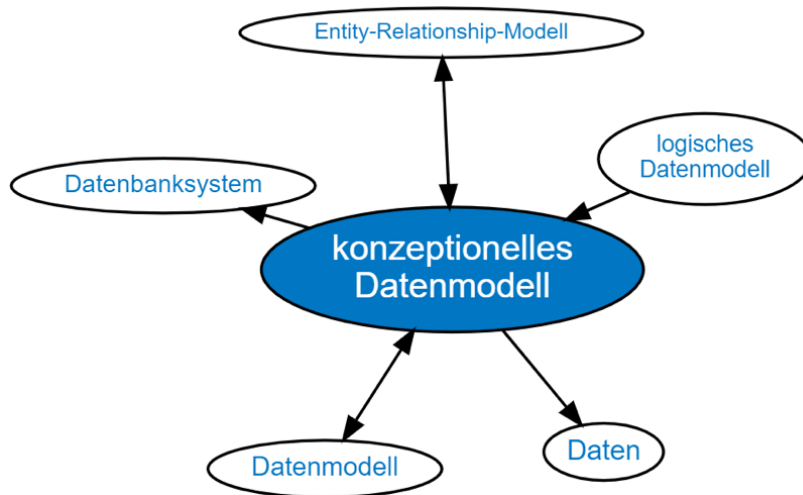 Entity-Relationship-Modell
logisches
Datenmodell
Datenbanksystem
konzeptionelles
Datenmodell
Datenmodell
Daten